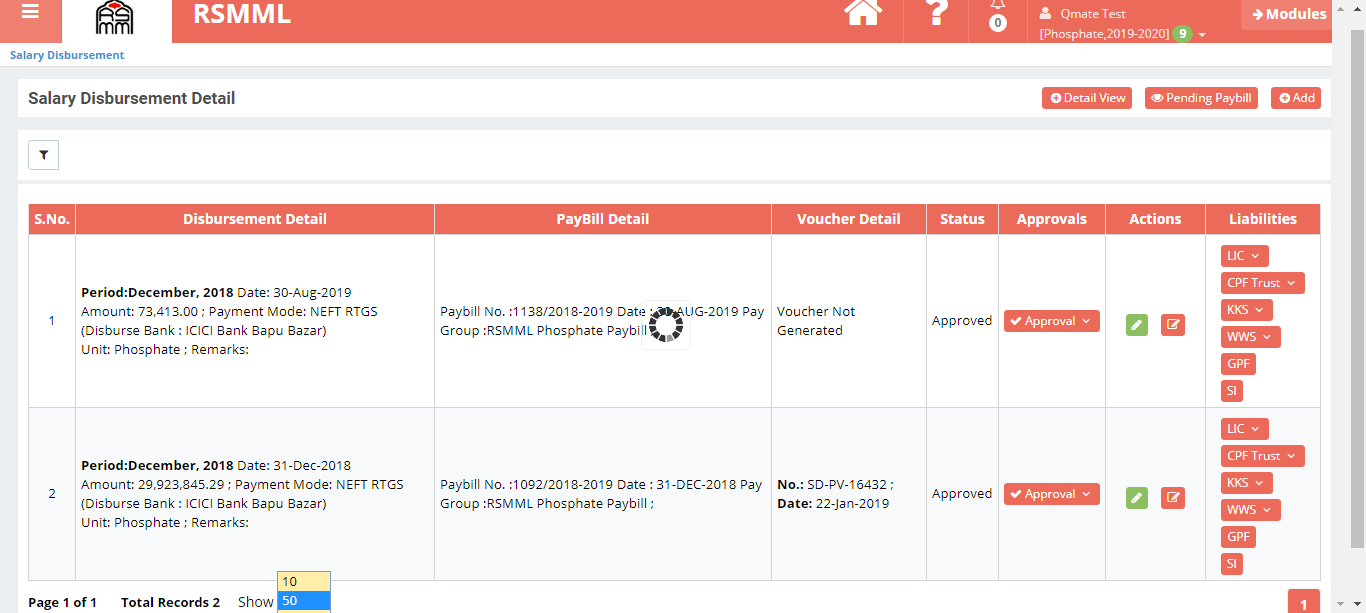 RSMML
0
Qmate Test
[Phosphate,2019-2020] 9
Modules
Salary Disbursement
Salary Disbursement Detail
Detail View
Pending Paybill
Add
S.No. Disbursement Detail PayBill Detail Voucher Detail Status Approvals Actions Liabilities
1
Period:December, 2018 Date: 30-Aug-2019
Amount: 73,413.00 ; Payment Mode: NEFT RTGS
(Disburse Bank : ICICI Bank Bapu Bazar)
Unit: Phosphate ; Remarks:
Paybill No. :1138/2018-2019 Date : AUG-2019 Pay
Group :RSMML Phosphate Paybill
Voucher Not
Generated
Approved
Approval
LIC
CPF Trust
KKS
WWS
GPF
SI
2
Period:December, 2018 Date: 31-Dec-2018
Amount: 29,923,845.29 ; Payment Mode: NEFT RTGS
(Disburse Bank : ICICI Bank Bapu Bazar)
Unit: Phosphate ; Remarks:
Paybill No. :1092/2018-2019 Date : 31-DEC-2018 Pay
Group :RSMML Phosphate Paybill ;
No.: SD-PV-16432 ;
Date: 22-Jan-2019
Approved
Approval
LIC
CPF Trust
KKS
WWS
GPF
SI
10
Page 1 of 1 Total Records 2 Show 50
1